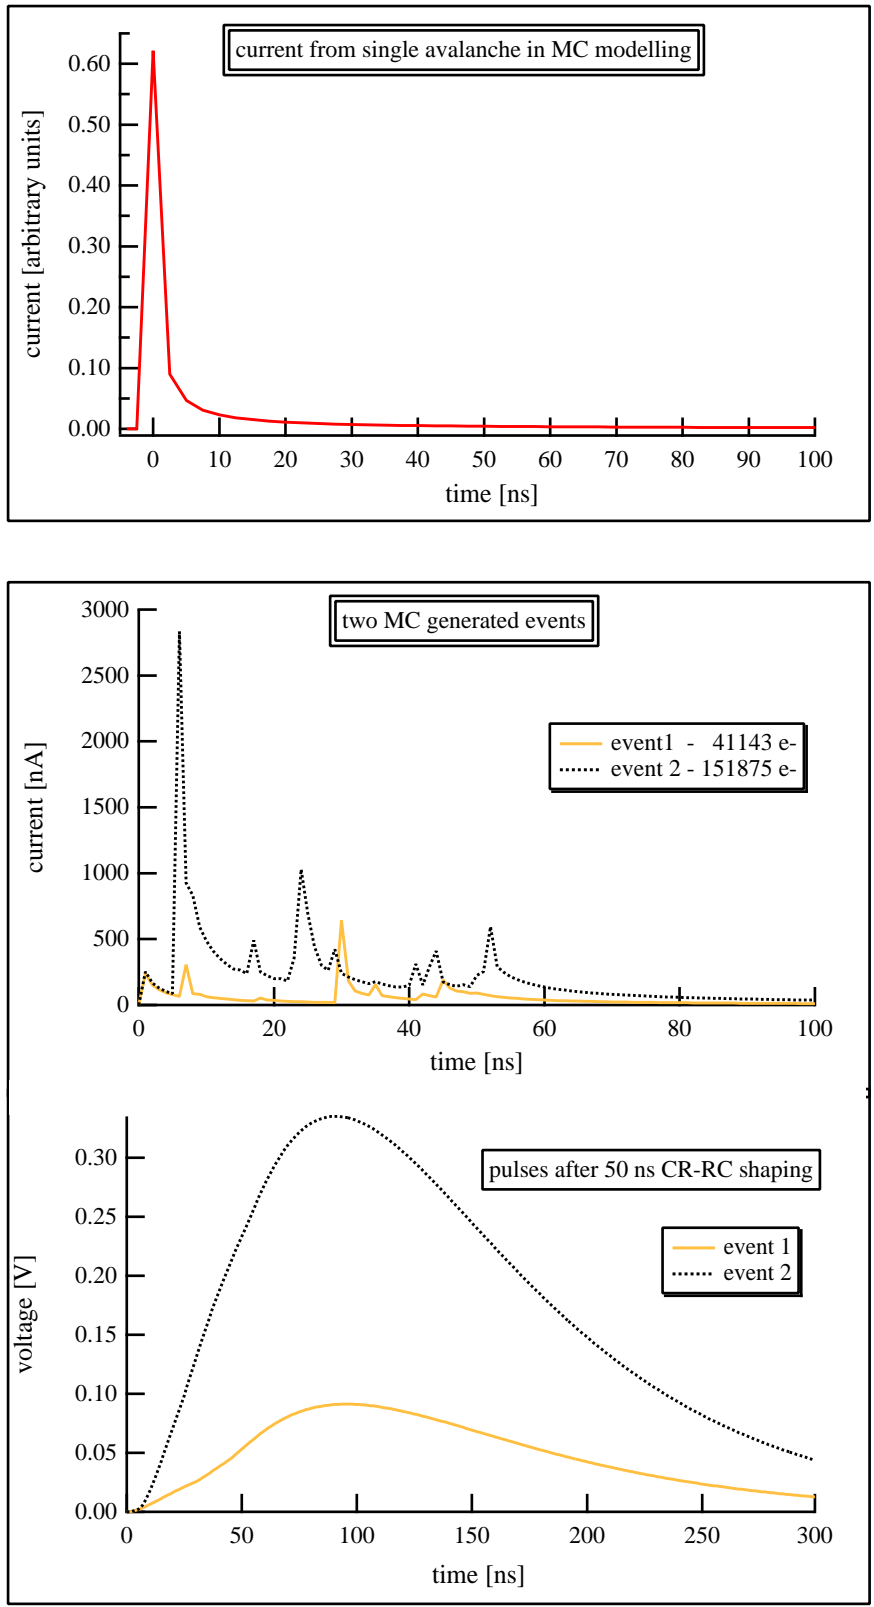 current from single avalanche in MC modelling
current [arbitrary units]
0.60
0.50
0.40
0.30
0.20
0.10
0.00
0 10 20 30 40 50 60 70 80 90 100
time [ns]
two MC generated events
current [nA]
3000
2500
2000
1500
1000
500
0
event1 - 41143 e-
event 2 - 151875 e-
0 20 40 60 80 100
time [ns]
pulses after 50 ns CR-RC shaping
voltage [V]
0.30
0.25
0.20
0.15
0.10
0.05
0.00
event 1
event 2
0 50 100 150 200 250 300
time [ns]